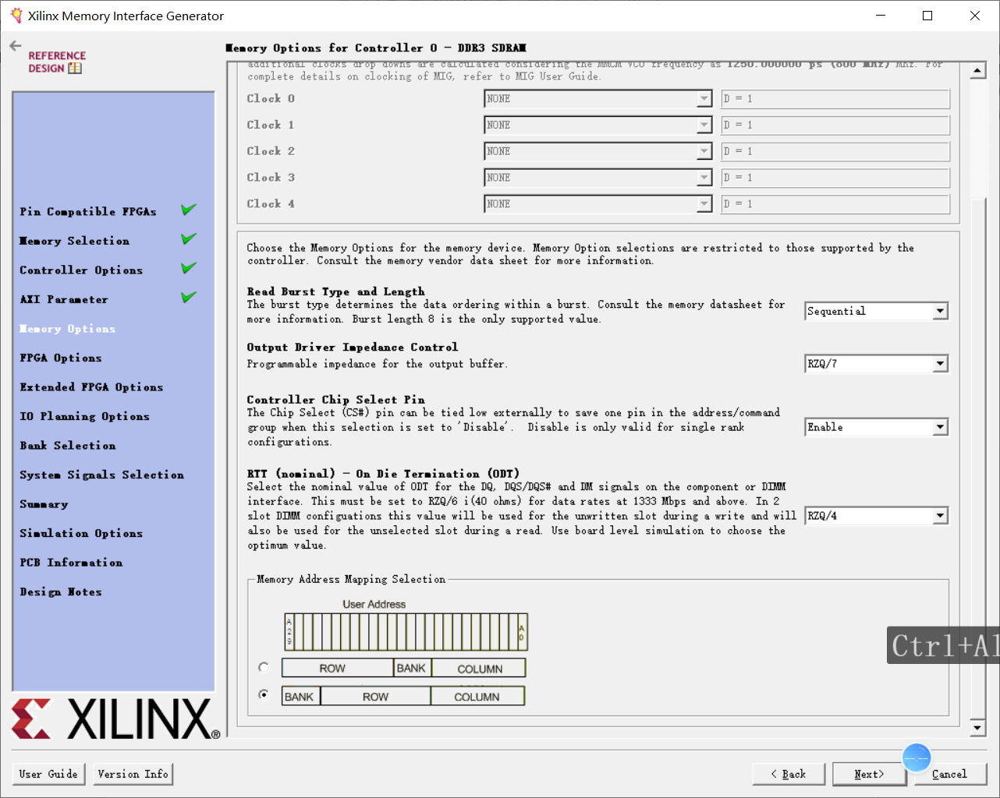 Xilinx Memory Interface Generator
REFERENCE
DESIGN
Memory Options for Controller 0 - DDR3 SDRAM
additional clocks drop downs are calculated considering the MMCM VCO frequency as 1250.000000 ps (800 MHz) Mhz. For
complete details on clocking of MIG, refer to MIG User Guide.
Clock 0 NONE D = 1
Clock 1 NONE D = 1
Clock 2 NONE D = 1
Clock 3 NONE D = 1
Clock 4 NONE D = 1
Pin Compatible FPGAs
Memory Selection
Controller Options
AXI Parameter
Memory Options
FPGA Options
Extended FPGA Options
IO Planning Options
Bank Selection
System Signals Selection
Summary
Simulation Options
PCB Information
Design Notes
Choose the Memory Options for the memory device. Memory Option selections are restricted to those supported by the
controller. Consult the memory vendor data sheet for more information.
Read Burst Type and Length
The burst type determines the data ordering within a burst. Consult the memory datasheet for
more information. Burst length 8 is the only supported value.
Sequential
Output Driver Impedance Control
Programmable impedance for the output buffer.
RZQ/7
Controller Chip Select Pin
The Chip Select (CS#) pin can be tied low externally to save one pin in the address/command
group when this selection is set to 'Disable'. Disable is only valid for single rank
configurations.
Enable
RTT (nominal) - On Die Termination (ODT)
Select the nominal value of ODT for the DQ, DQS/DQS# and DM signals on the component or DIMM
interface. This must be set to RZQ/6 i(40 ohms) for data rates at 1333 Mbps and above. In 2
slot DIMM configuations this value will be used for the unwritten slot during a write and will
also be used for the unselected slot during a read. Use board level simulation to choose the
optimum value.
RZQ/4
Memory Address Mapping Selection
User Address
A29 A0
ROW BANK COLUMN
BANK ROW COLUMN
Ctrl+Al
XILINX®
User Guide Version Info < Back Next> Cancel